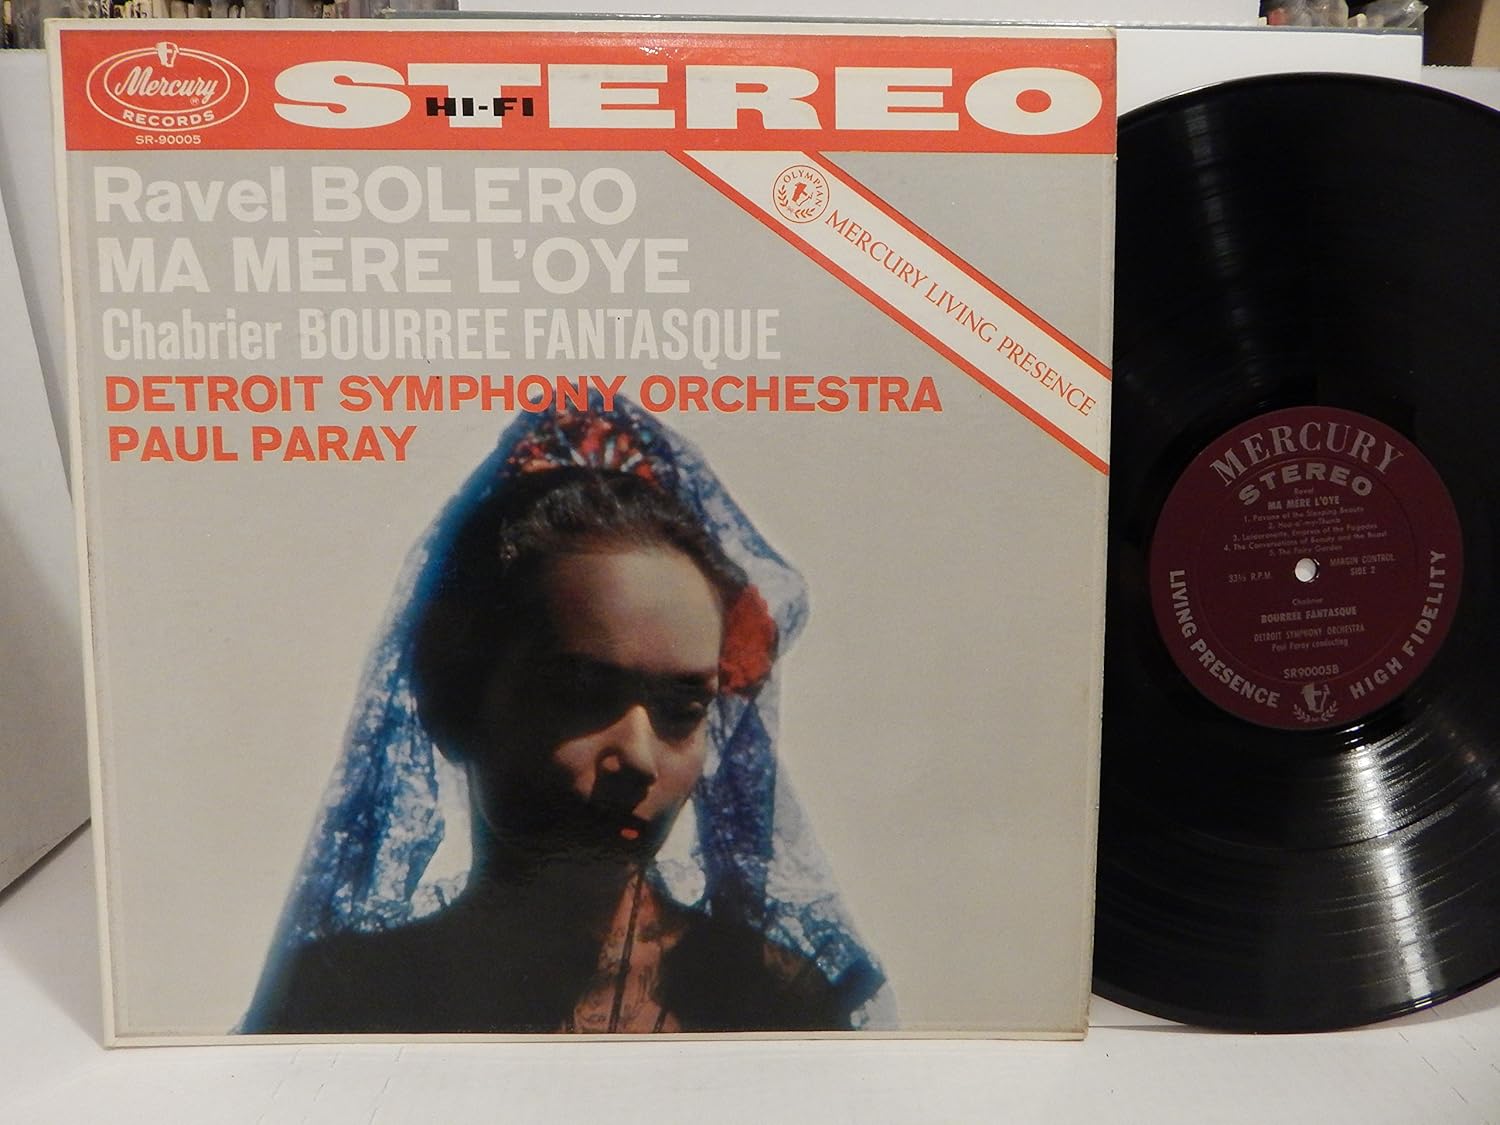 Mercury
RECORDS
SR-90005
STEREO
HI-FI
Ravel BOLERO
MA MERE L'OYE
Chabrier BOURREE FANTASQUE
DETROIT SYMPHONY ORCHESTRA
PAUL PARAY
OLYMPIAN
MERCURY LIVING PRESENCE
MERCURY
STEREO
Ravel
MA MERE L'OYE
1. Pavane of the Sleeping Beauty
2. Hop-o'-my-Thumb
3. Laideronette, Empress of the Pagodas
4. The Conversations of Beauty and the Beast
5. The Fairy Garden
33⅓ R.P.M.
MARGIN CONTROL
SIDE 2
Chabrier
BOURRÉE FANTASQUE
DETROIT SYMPHONY ORCHESTRA
Paul Paray conducting
SR90005B
LIVING PRESENCE
HIGH FIDELITY